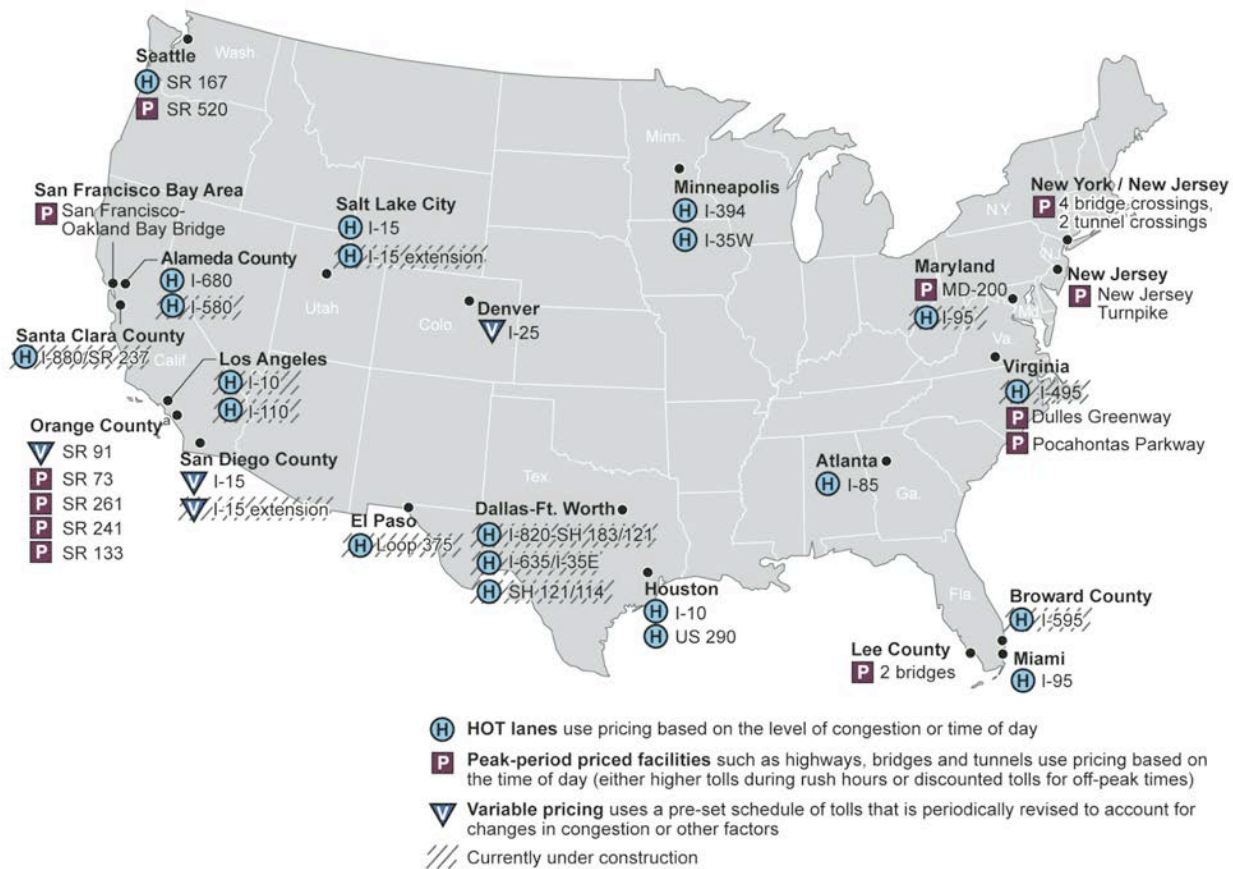 Wash.
Seattle
H SR 167
P SR 520
San Francisco Bay Area
P San Francisco-
Oakland Bay Bridge
Alameda County
H I-680
H I-580
Santa Clara County
H I-880/SR 237
Calif
Salt Lake City
H I-15
H I-15 extension
Utah
Denver
V I-25
Colo
Los Angeles
H I-10
H I-110
Orange County a
V SR 91
P SR 73
P SR 261
P SR 241
P SR 133
San Diego County
V I-15
V I-15 extension
El Paso
H Loop 375
Tex.
Dallas-Ft. Worth
H I-820-SH 183/121
H I-635/I-35E
H SH 121/114
Houston
H I-10
H US 290
Minn.
Minneapolis
H I-394
H I-35W
N.Y.
New York / New Jersey
P 4 bridge crossings,
2 tunnel crossings
N.J.
New Jersey
P New Jersey
Turnpike
Maryland
P MD-200
H I-95
Md.
Va.
Virginia
H I-495
P Dulles Greenway
P Pocahontas Parkway
Atlanta
H I-85
Ga.
Fla.
Broward County
H I-595
Lee County
P 2 bridges
Miami
H I-95
H HOT lanes use pricing based on the level of congestion or time of day
P Peak-period priced facilities such as highways, bridges and tunnels use pricing based on
the time of day (either higher tolls during rush hours or discounted tolls for off-peak times)
V Variable pricing uses a pre-set schedule of tolls that is periodically revised to account for
changes in congestion or other factors
Currently under construction